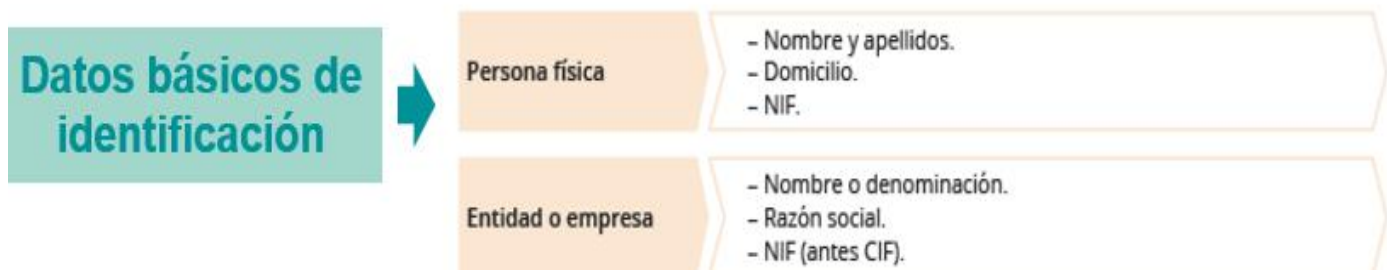 Datos básicos de
identificación
Persona física
– Nombre y apellidos.
– Domicilio.
– NIF.
Entidad o empresa
– Nombre o denominación.
– Razón social.
– NIF (antes CIF).